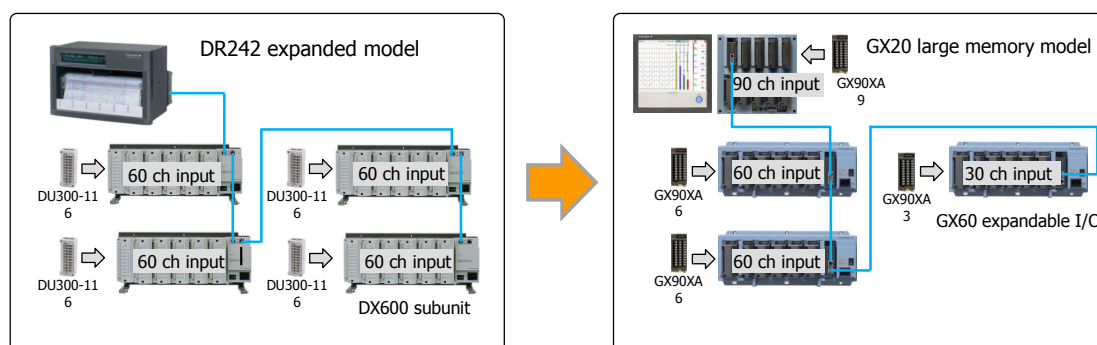 DR242 expanded model
DU300-11
6
60 ch input
DU300-11
6
60 ch input
DU300-11
6
60 ch input
DU300-11
6
60 ch input
DX600 subunit
GX20 large memory model
90 ch input
GX90XA
9
GX90XA
6
60 ch input
GX90XA
3
30 ch input
GX60 expandable I/O
GX90XA
6
60 ch input